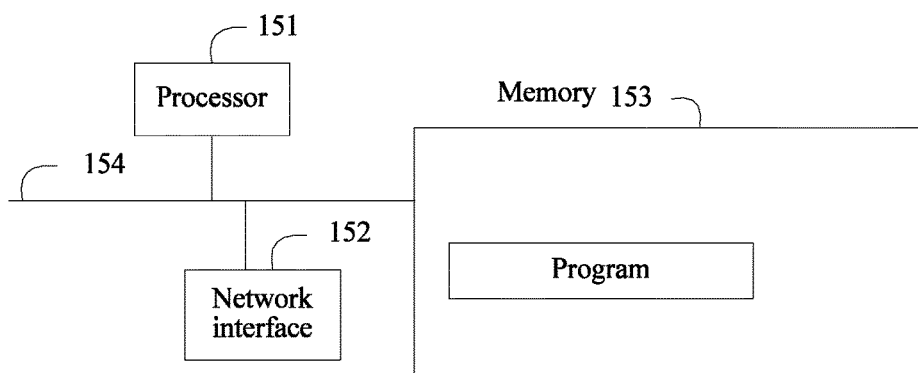 151
Processor
Memory 153
154
152
Network
interface
Program